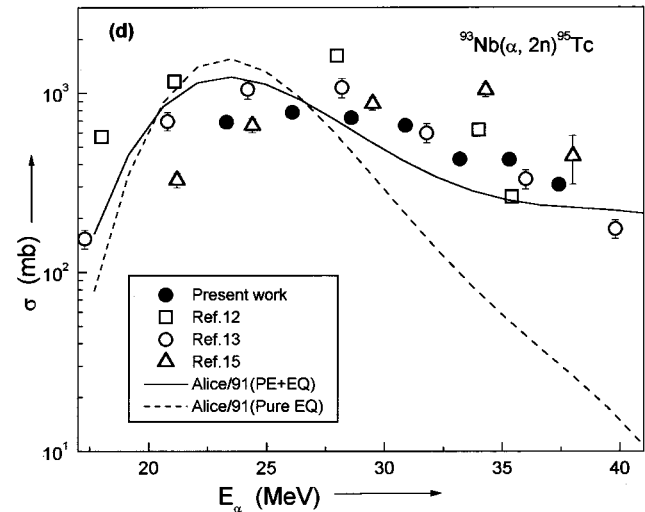 (d)
⁹³Nb(α, 2n)⁹⁵Tc
10³
10²
10¹
σ (mb)
Present work
Ref.12
Ref.13
Ref.15
Alice/91(PE+EQ)
Alice/91(Pure EQ)
20 25 30 35 40
Eα (MeV)